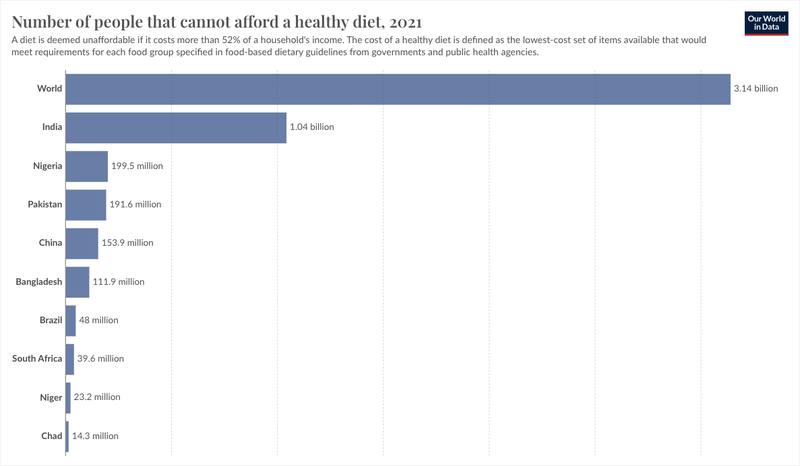 Number of people that cannot afford a healthy diet, 2021
Our World
in Data
A diet is deemed unaffordable if it costs more than 52% of a household's income. The cost of a healthy diet is defined as the lowest-cost set of items available that would
meet requirements for each food group specified in food-based dietary guidelines from governments and public health agencies.
World 3.14 billion
India 1.04 billion
Nigeria 199.5 million
Pakistan 191.6 million
China 153.9 million
Bangladesh 111.9 million
Brazil 48 million
South Africa 39.6 million
Niger 23.2 million
Chad 14.3 million